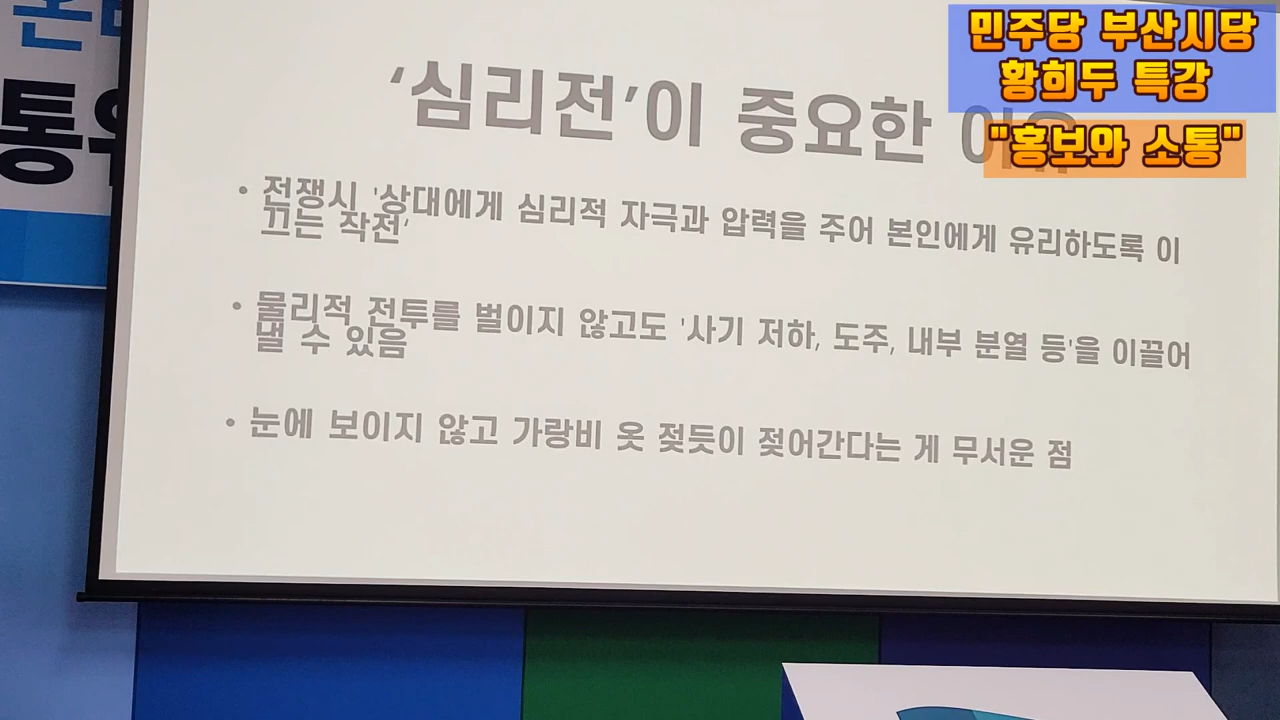 민주당 부산시당
황희두 특강
"홍보와 소통"
통
'심리전'이 중요한
• 전쟁시 '상대에게 심리적 자극과 압력을 주어 본인에게 유리하도록 이
끄는 작전'
• 물리적 전투를 벌이지 않고도 '사기 저하, 도주, 내부 분열 등'을 이끌어
낼 수 있음
• 눈에 보이지 않고 가랑비 옷 젖듯이 젖어간다는 게 무서운 점